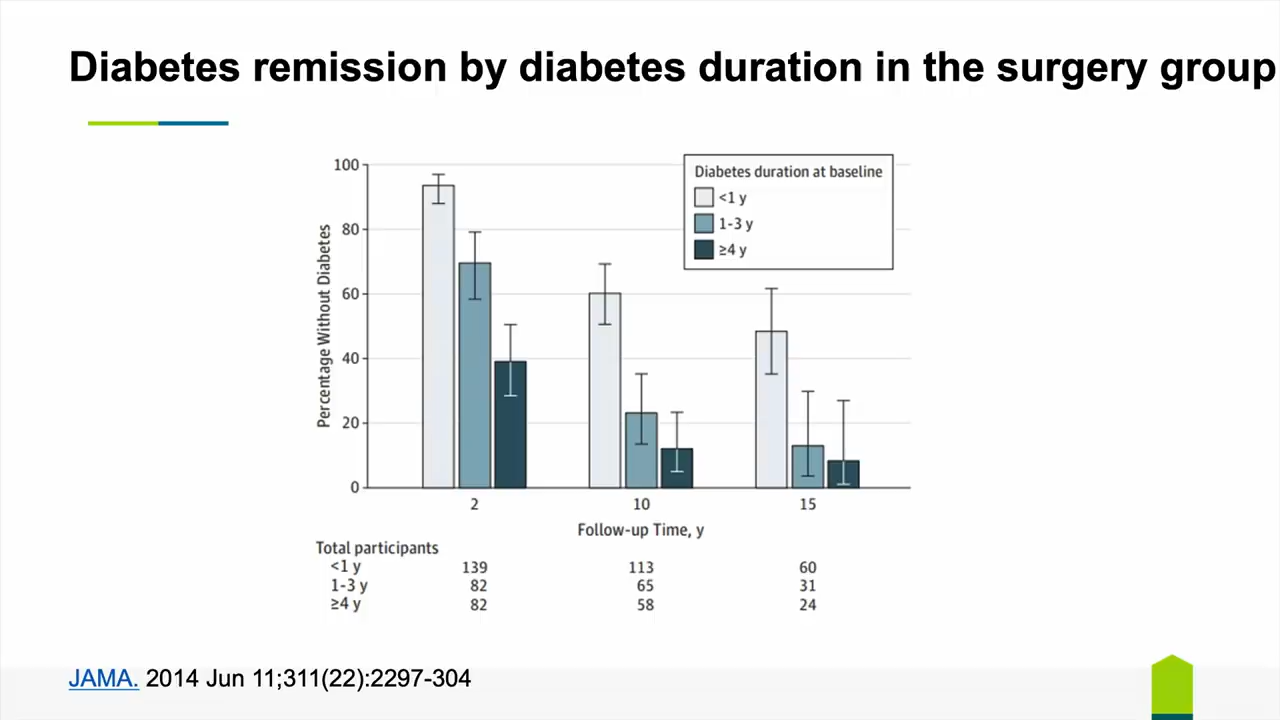 Diabetes remission by diabetes duration in the surgery group
Percentage Without Diabetes
100
80
60
40
20
0
Diabetes duration at baseline
<1 y
1-3 y
≥4 y
2 10 15
Follow-up Time, y
Total participants
<1 y 139 113 60
1-3 y 82 65 31
≥4 y 82 58 24
JAMA. 2014 Jun 11;311(22):2297-304